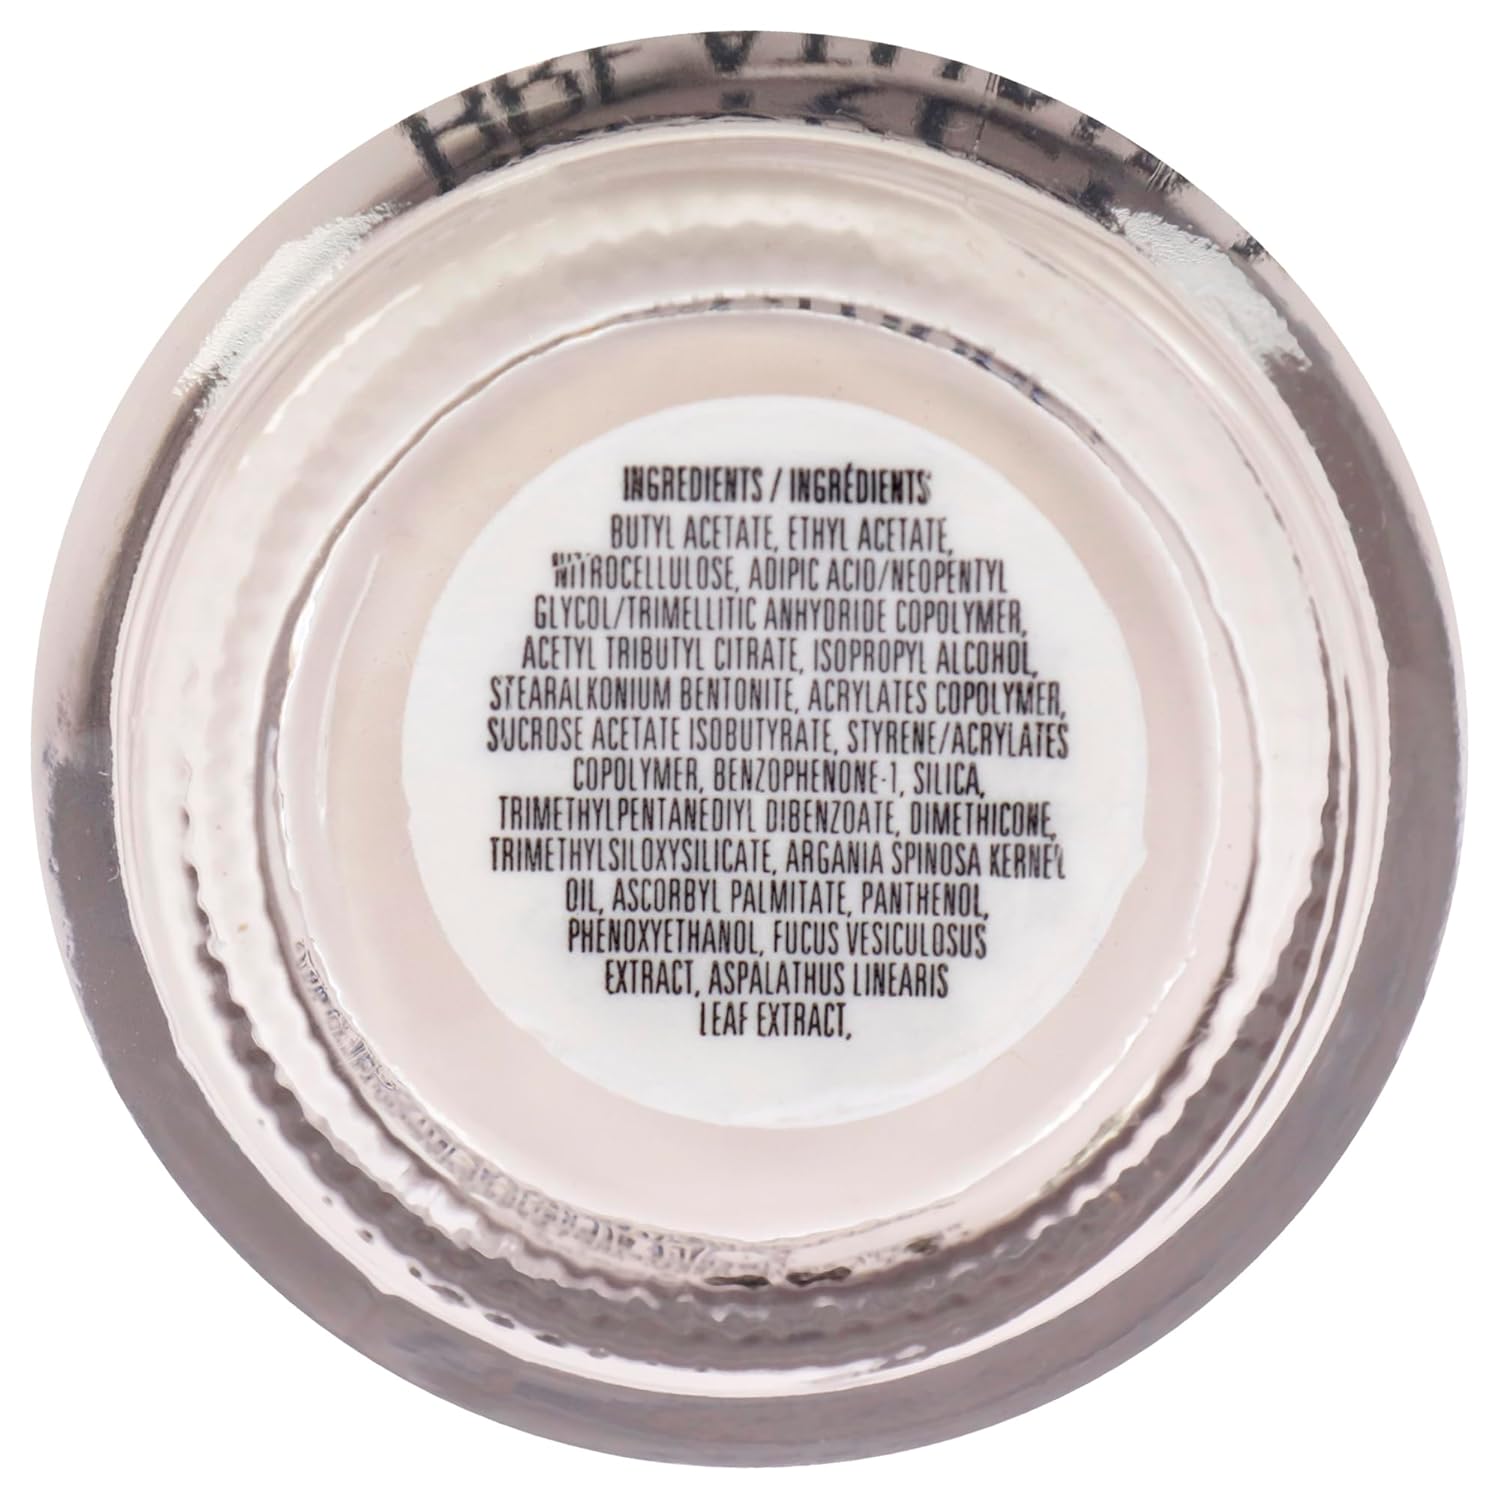 INGREDIENTS / INGRÉDIENTS
BUTYL ACETATE, ETHYL ACETATE,
NITROCELLULOSE, ADIPIC ACID/NEOPENTYL
GLYCOL/TRIMELLITIC ANHYDRIDE COPOLYMER,
ACETYL TRIBUTYL CITRATE, ISOPROPYL ALCOHOL,
STEARALKONIUM BENTONITE, ACRYLATES COPOLYMER,
SUCROSE ACETATE ISOBUTYRATE, STYRENE/ACRYLATES
COPOLYMER, BENZOPHENONE-1, SILICA,
TRIMETHYLPENTANEDIYL DIBENZOATE, DIMETHICONE,
TRIMETHYLSILOXYSILICATE, ARGANIA SPINOSA KERNEL
OIL, ASCORBYL PALMITATE, PANTHENOL,
PHENOXYETHANOL, FUCUS VESICULOSUS
EXTRACT, ASPALATHUS LINEARIS
LEAF EXTRACT,